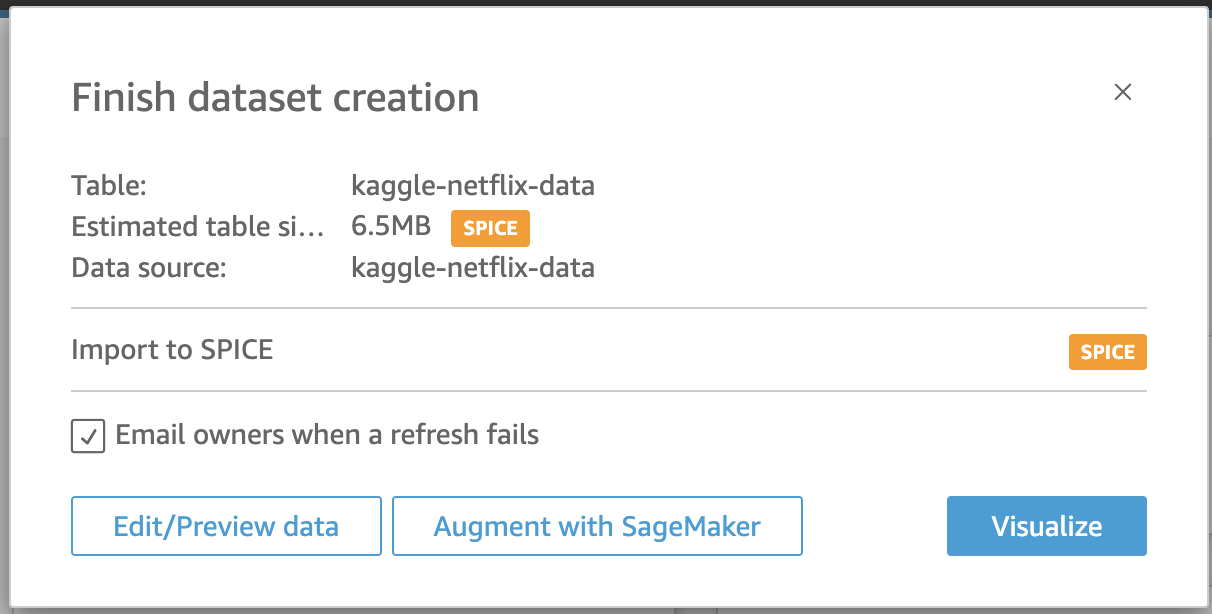 Finish dataset creation
Table: kaggle-netflix-data
Estimated table si... 6.5MB SPICE
Data source: kaggle-netflix-data
Import to SPICE SPICE
Email owners when a refresh fails
Edit/Preview data Augment with SageMaker Visualize